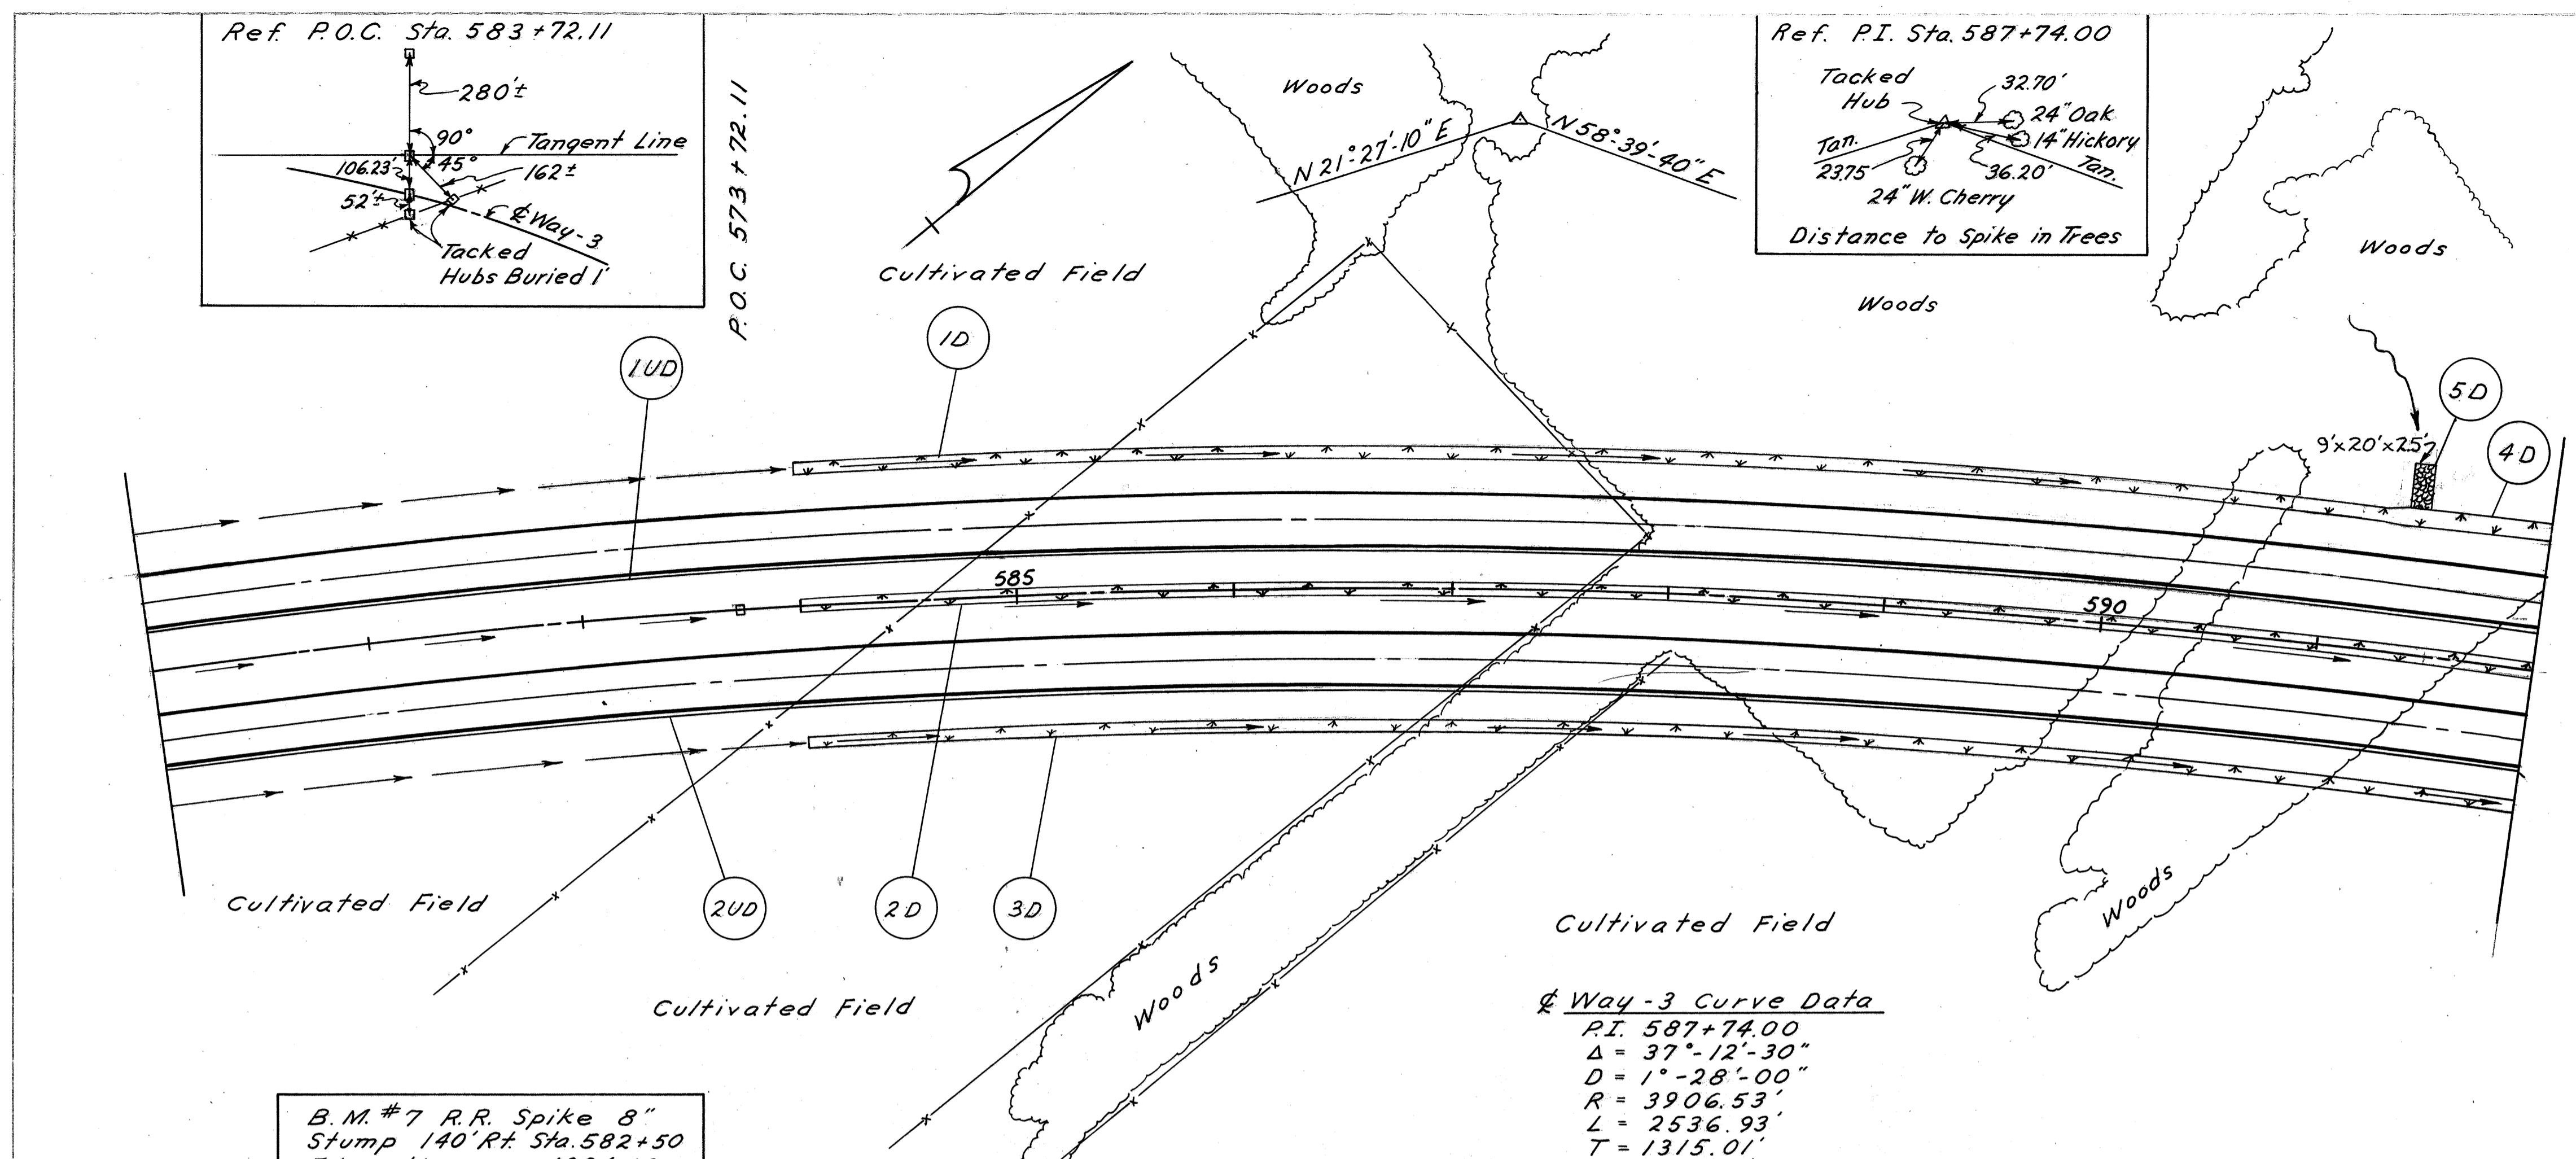 Ref. P.O.C. Sta. 583+72.11
280'±
90°
Tangent Line
106.23'
45°
162±
52'±
℄ Way-3
Tacked
Hubs Buried 1'
P.O.C. 573+72.11
Cultivated Field
Woods
N 21°-27'-10" E
N 58°-39'-40" E
Ref. P.I. Sta. 587+74.00
Tacked
Hub
32.70'
24" Oak
14" Hickory
Tan.
Tan.
23.75
36.20'
24" W. Cherry
Distance to Spike in Trees
Woods
Woods
1UD
1D
5D
9'x20'x2.5'
4D
585
590
Cultivated Field
2UD
2D
3D
Cultivated Field
Woods
Cultivated Field
Woods
℄ Way-3 Curve Data
P.I. 587+74.00
Δ = 37°-12'-30"
D = 1°-28'-00"
R = 3906.53'
L = 2536.93'
T = 1315.01'
B.M. #7 R.R. Spike 8"
Stump 140' Rt. Sta. 582+50